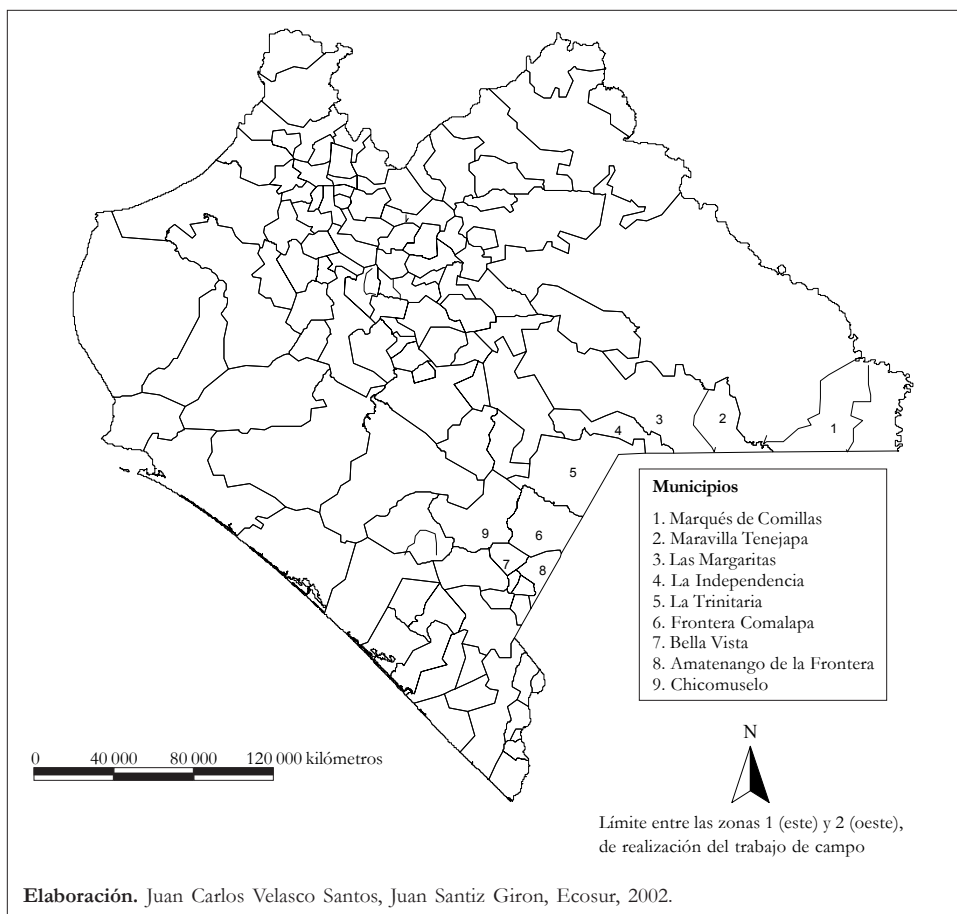 3
2
1
4
5
9
6
7
8
Municipios
1. Marqués de Comillas
2. Maravilla Tenejapa
3. Las Margaritas
4. La Independencia
5. La Trinitaria
6. Frontera Comalapa
7. Bella Vista
8. Amatenango de la Frontera
9. Chicomuselo
N
0 40 000 80 000 120 000 kilómetros
Límite entre las zonas 1 (este) y 2 (oeste),
de realización del trabajo de campo
Elaboración. Juan Carlos Velasco Santos, Juan Santiz Giron, Ecosur, 2002.